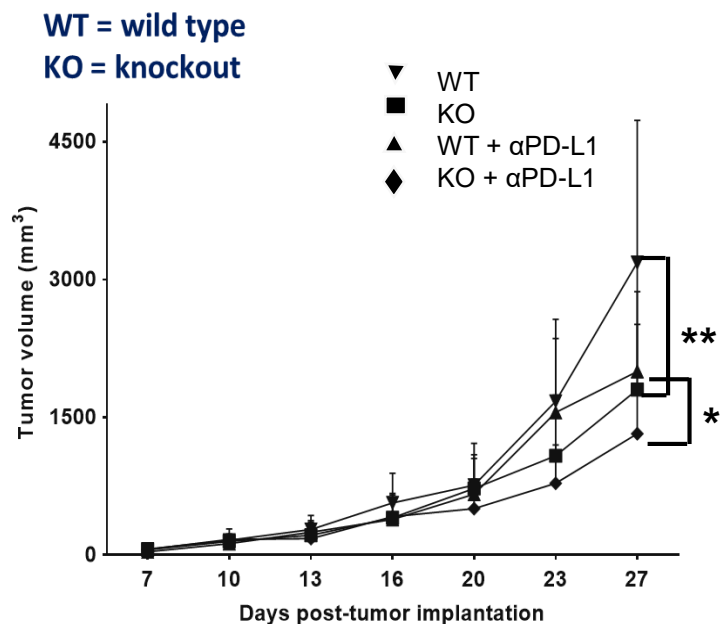 WT = wild type
KO = knockout
WT
KO
WT + αPD-L1
KO + αPD-L1
Tumor volume (mm³)
4500
3000
1500
0
**
*
7 10 13 16 20 23 27
Days post-tumor implantation